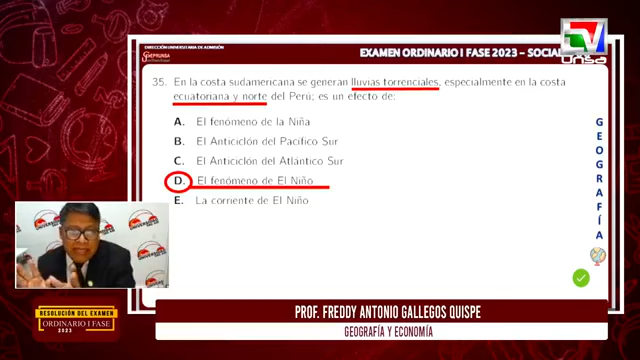 DIRECCIÓN UNIVERSITARIA DE ADMISIÓN
CEPRUNSA
EXAMEN ORDINARIO I FASE 2023 – SOCIAL
TV
UNSA
35. En la costa sudamericana se generan lluvias torrenciales, especialmente en la costa
ecuatoriana y norte del Perú; es un efecto de:
A. El fenómeno de la Niña
B. El Anticiclón del Pacífico Sur
C. El Anticiclón del Atlántico Sur
D. El fenómeno de El Niño
E. La corriente de El Niño
GEOGRAFÍA
RESOLUCIÓN DEL EXAMEN
ORDINARIO I FASE
2023
PROF. FREDDY ANTONIO GALLEGOS QUISPE
GEOGRAFÍA Y ECONOMÍA